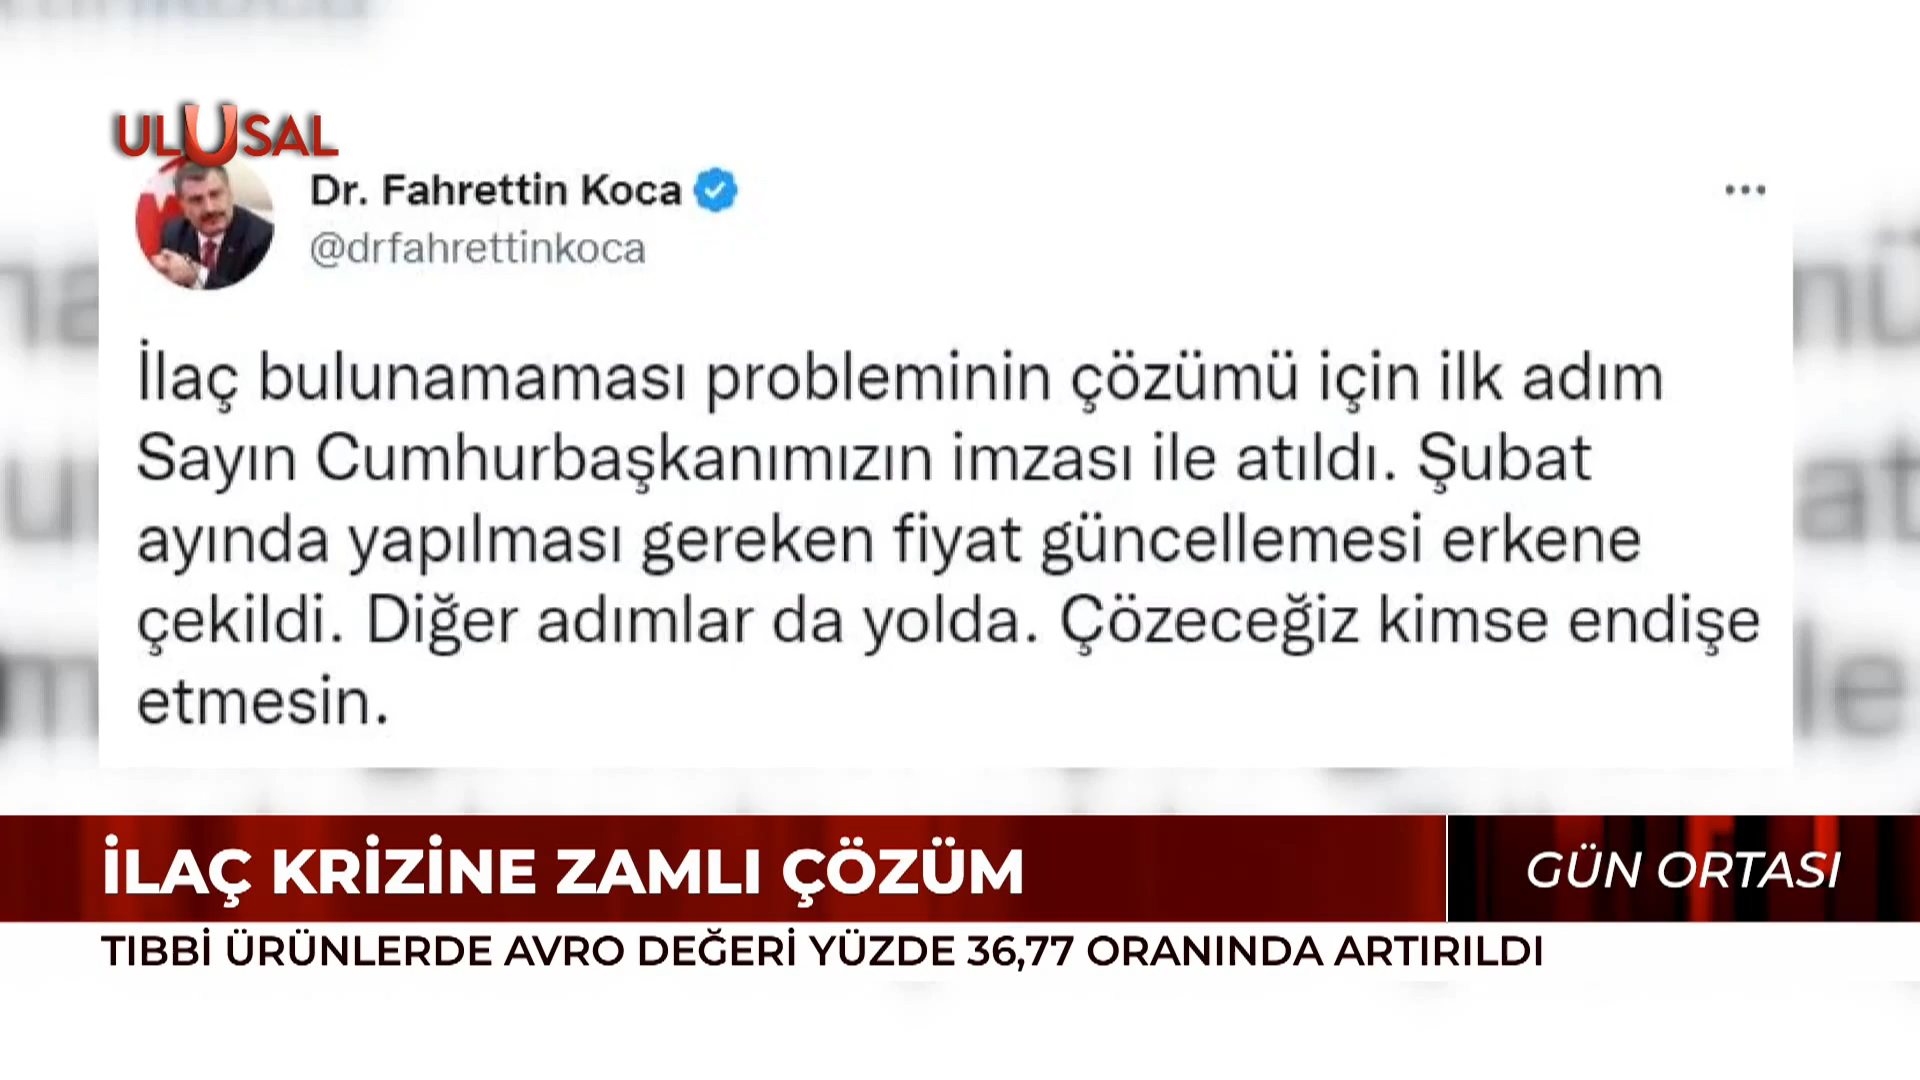 ULUSAL
Dr. Fahrettin Koca
@drfahrettinkoca
İlaç bulunamaması probleminin çözümü için ilk adım
Sayın Cumhurbaşkanımızın imzası ile atıldı. Şubat
ayında yapılması gereken fiyat güncellemesi erkene
çekildi. Diğer adımlar da yolda. Çözeceğiz kimse endişe
etmesin.
İLAÇ KRİZİNE ZAMLI ÇÖZÜM
GÜN ORTASI
TIBBİ ÜRÜNLERDE AVRO DEĞERİ YÜZDE 36,77 ORANINDA ARTIRILDI